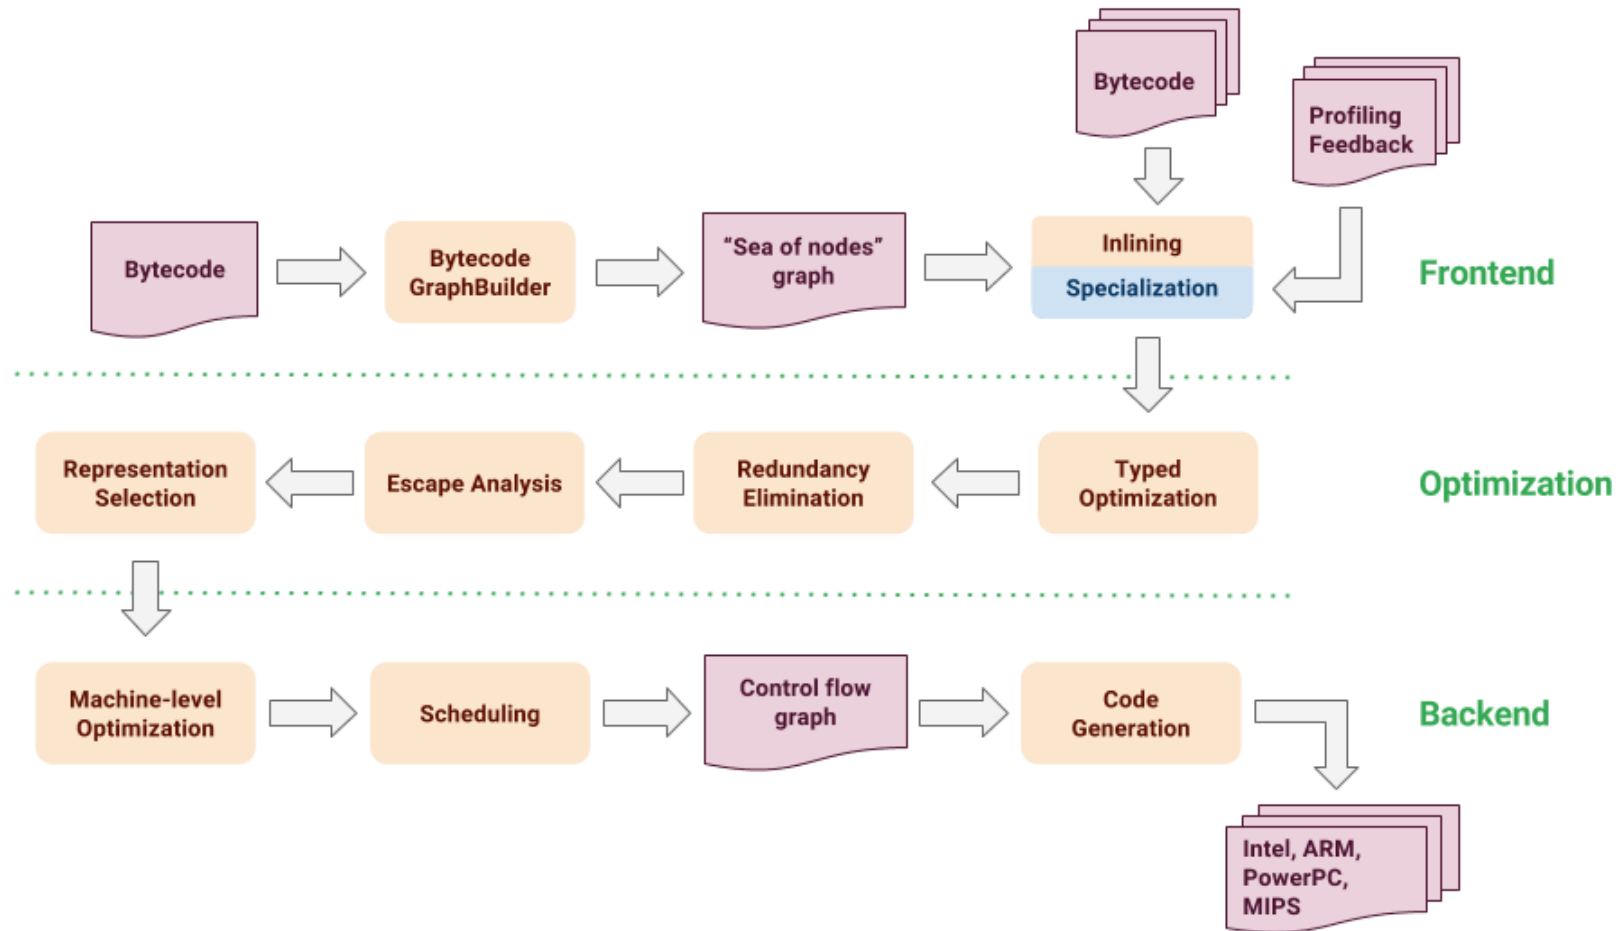 Bytecode
Profiling
Feedback
Bytecode
Bytecode
GraphBuilder
“Sea of nodes”
graph
Inlining
Specialization
Frontend
Representation
Selection
Escape Analysis
Redundancy
Elimination
Typed
Optimization
Optimization
Machine-level
Optimization
Scheduling
Control flow
graph
Code
Generation
Backend
Intel, ARM,
PowerPC,
MIPS